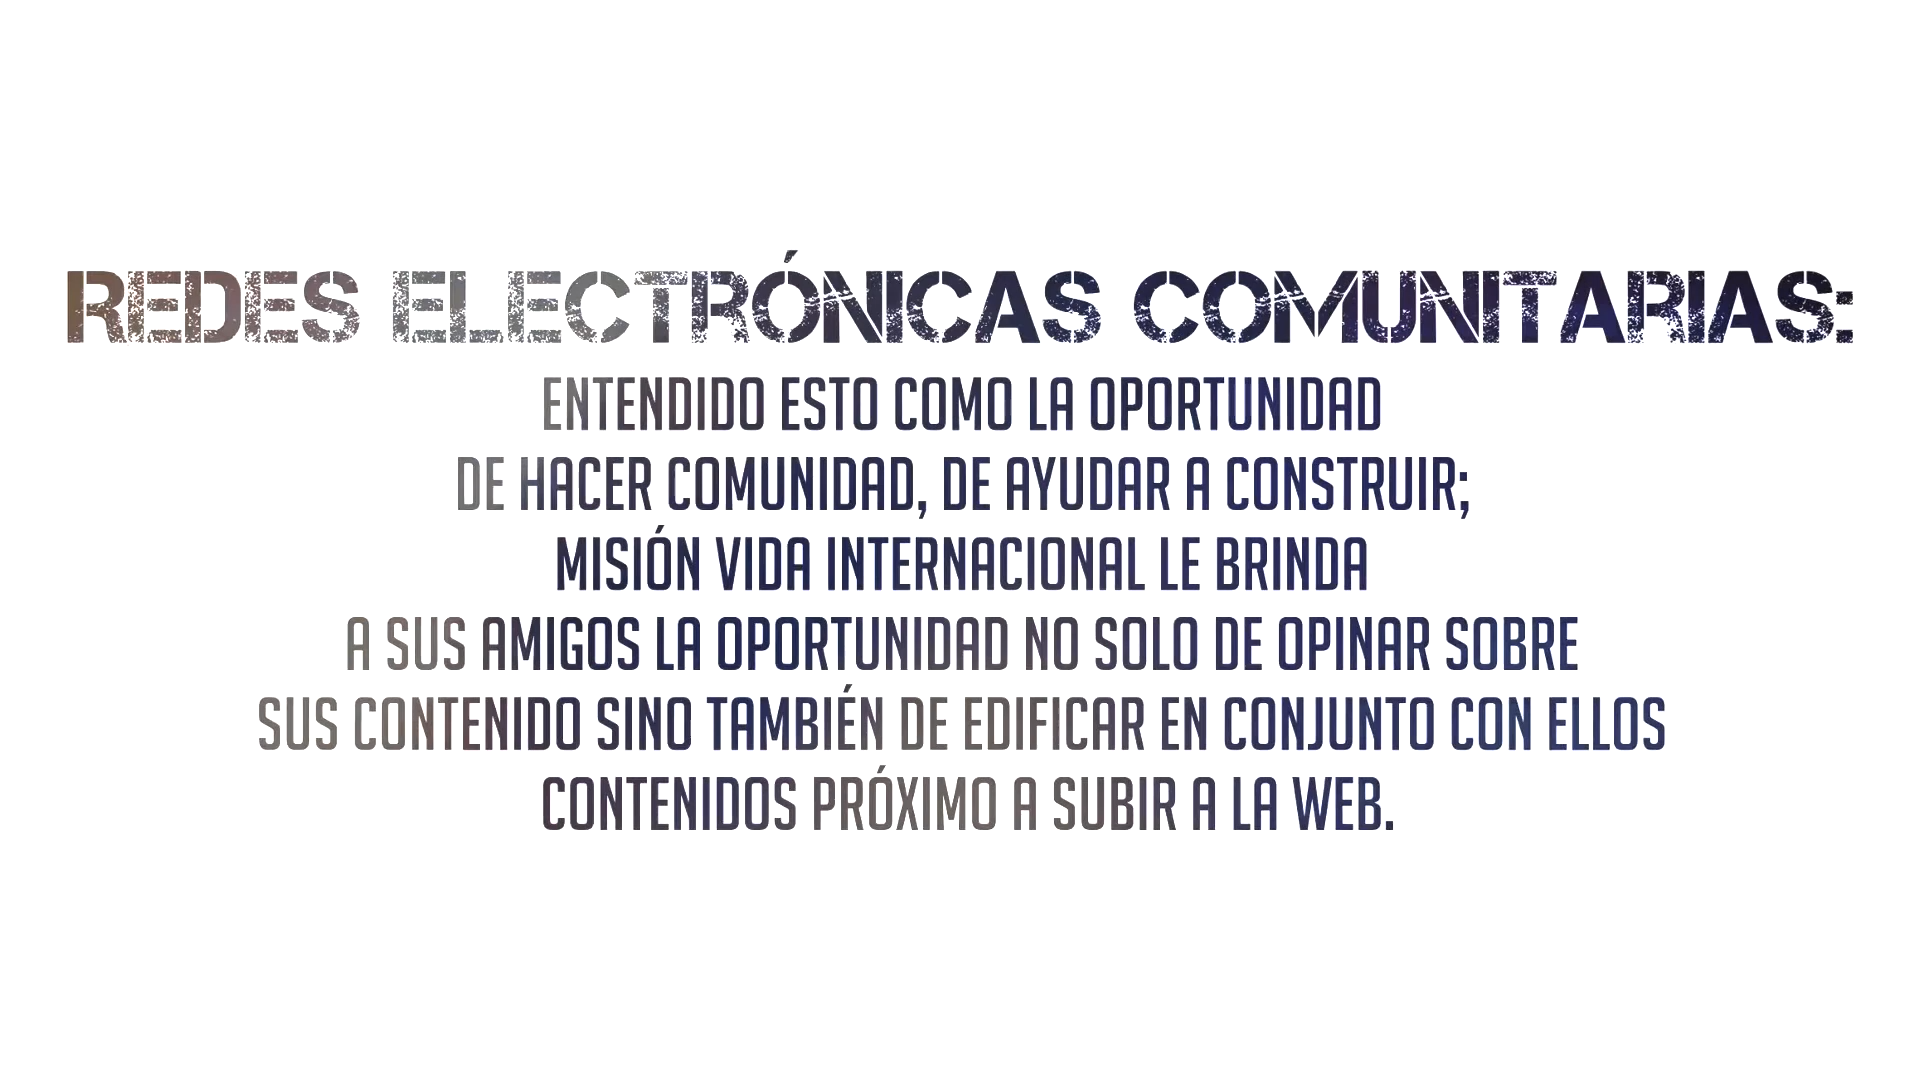 REDES ELECTRÓNICAS COMUNITARIAS:
ENTENDIDO ESTO COMO LA OPORTUNIDAD
DE HACER COMUNIDAD, DE AYUDAR A CONSTRUIR;
MISIÓN VIDA INTERNACIONAL LE BRINDA
A SUS AMIGOS LA OPORTUNIDAD NO SOLO DE OPINAR SOBRE
SUS CONTENIDO SINO TAMBIÉN DE EDIFICAR EN CONJUNTO CON ELLOS
CONTENIDOS PRÓXIMO A SUBIR A LA WEB.